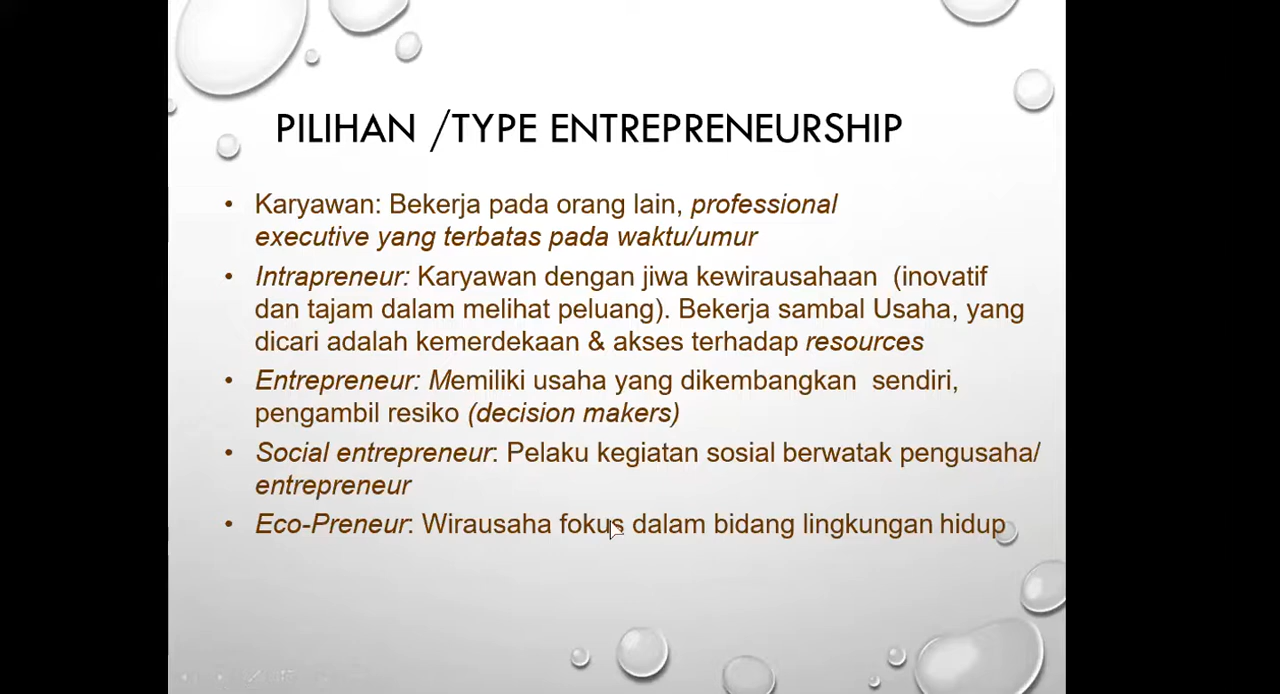 PILIHAN /TYPE ENTREPRENEURSHIP
• Karyawan: Bekerja pada orang lain, professional
executive yang terbatas pada waktu/umur
• Intrapreneur: Karyawan dengan jiwa kewirausahaan (inovatif
dan tajam dalam melihat peluang). Bekerja sambal Usaha, yang
dicari adalah kemerdekaan & akses terhadap resources
• Entrepreneur: Memiliki usaha yang dikembangkan sendiri,
pengambil resiko (decision makers)
• Social entrepreneur: Pelaku kegiatan sosial berwatak pengusaha/
entrepreneur
• Eco-Preneur: Wirausaha fokus dalam bidang lingkungan hidup